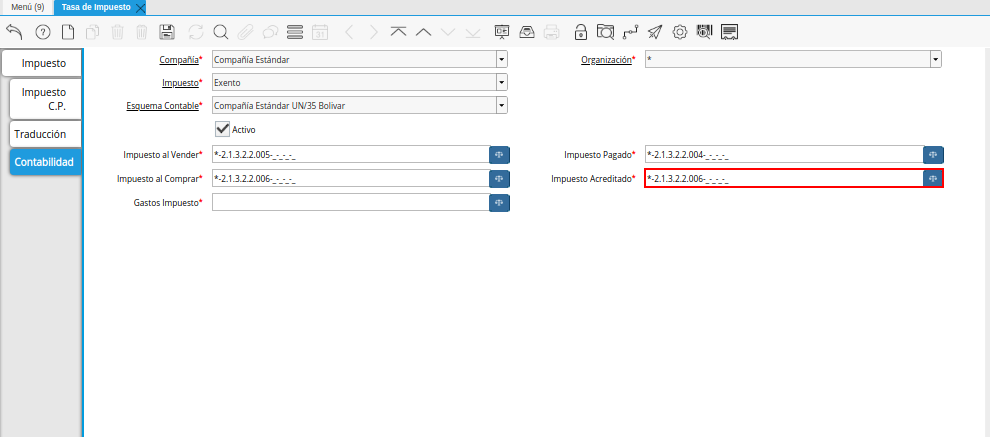 Menú (9) Tasa de Impuesto
31
Impuesto
Impuesto
C.P.
Traducción
Contabilidad
Compañía* Compañía Estándar Organización* *
Impuesto* Exento
Esquema Contable* Compañía Estándar UN/35 Bolivar
Activo
Impuesto al Vender* *-2.1.3.2.2.005-_-_-_-_ Impuesto Pagado* *-2.1.3.2.2.004-_-_-_-_
Impuesto al Comprar* *-2.1.3.2.2.006-_-_-_-_ Impuesto Acreditado* *-2.1.3.2.2.006-_-_-_-_
Gastos Impuesto*